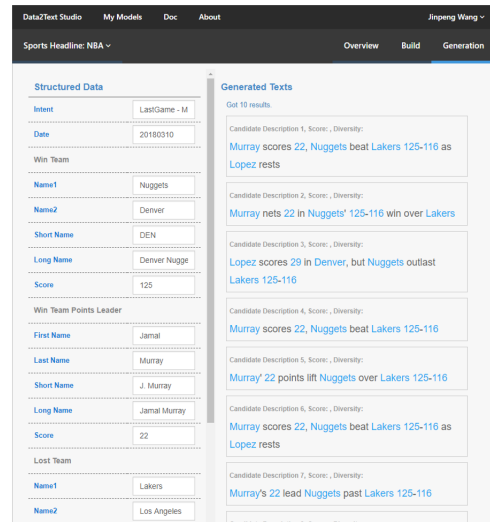 Data2Text Studio My Models Doc About Jinpeng Wang
Sports Headline: NBA Overview Build Generation
Structured Data
Intent LastGame - M
Date 20180310
Win Team
Name1 Nuggets
Name2 Denver
Short Name DEN
Long Name Denver Nugge
Score 125
Win Team Points Leader
First Name Jamal
Last Name Murray
Short Name J. Murray
Long Name Jamal Murray
Score 22
Lost Team
Name1 Lakers
Name2 Los Angeles
Generated Texts
Got 10 results.
Candidate Description 1, Score: , Diversity:
Murray scores 22, Nuggets beat Lakers 125-116 as
Lopez rests
Candidate Description 2, Score: , Diversity:
Murray nets 22 in Nuggets' 125-116 win over Lakers
Candidate Description 3, Score: , Diversity:
Lopez scores 29 in Denver, but Nuggets outlast
Lakers 125-116
Candidate Description 4, Score: , Diversity:
Murray scores 22, Nuggets beat Lakers 125-116
Candidate Description 5, Score: , Diversity:
Murray' 22 points lift Nuggets over Lakers 125-116
Candidate Description 6, Score: , Diversity:
Murray scores 22, Nuggets beat Lakers 125-116 as
Lopez rests
Candidate Description 7, Score: , Diversity:
Murray's 22 lead Nuggets past Lakers 125-116